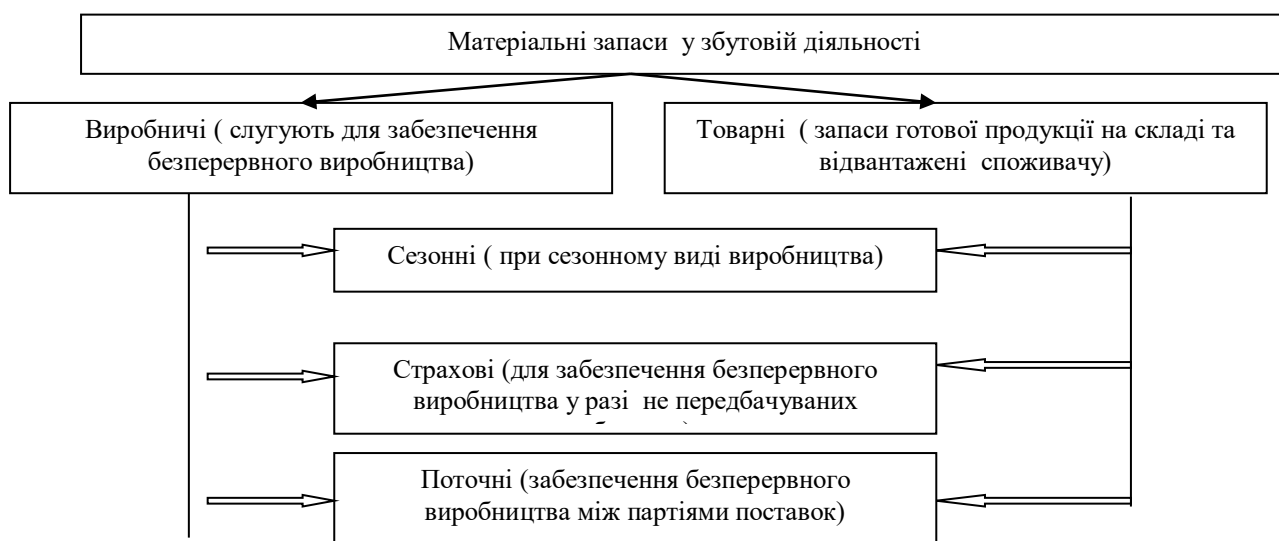 Матеріальні запаси у збутовій діяльності
Виробничі ( слугують для забезпечення
безперервного виробництва)
Товарні ( запаси готової продукції на складі та
відвантажені споживачу)
Сезонні ( при сезонному виді виробництва)
Страхові (для забезпечення безперервного
виробництва у разі не передбачуваних
Поточні (забезпечення безперервного
виробництва між партіями поставок)